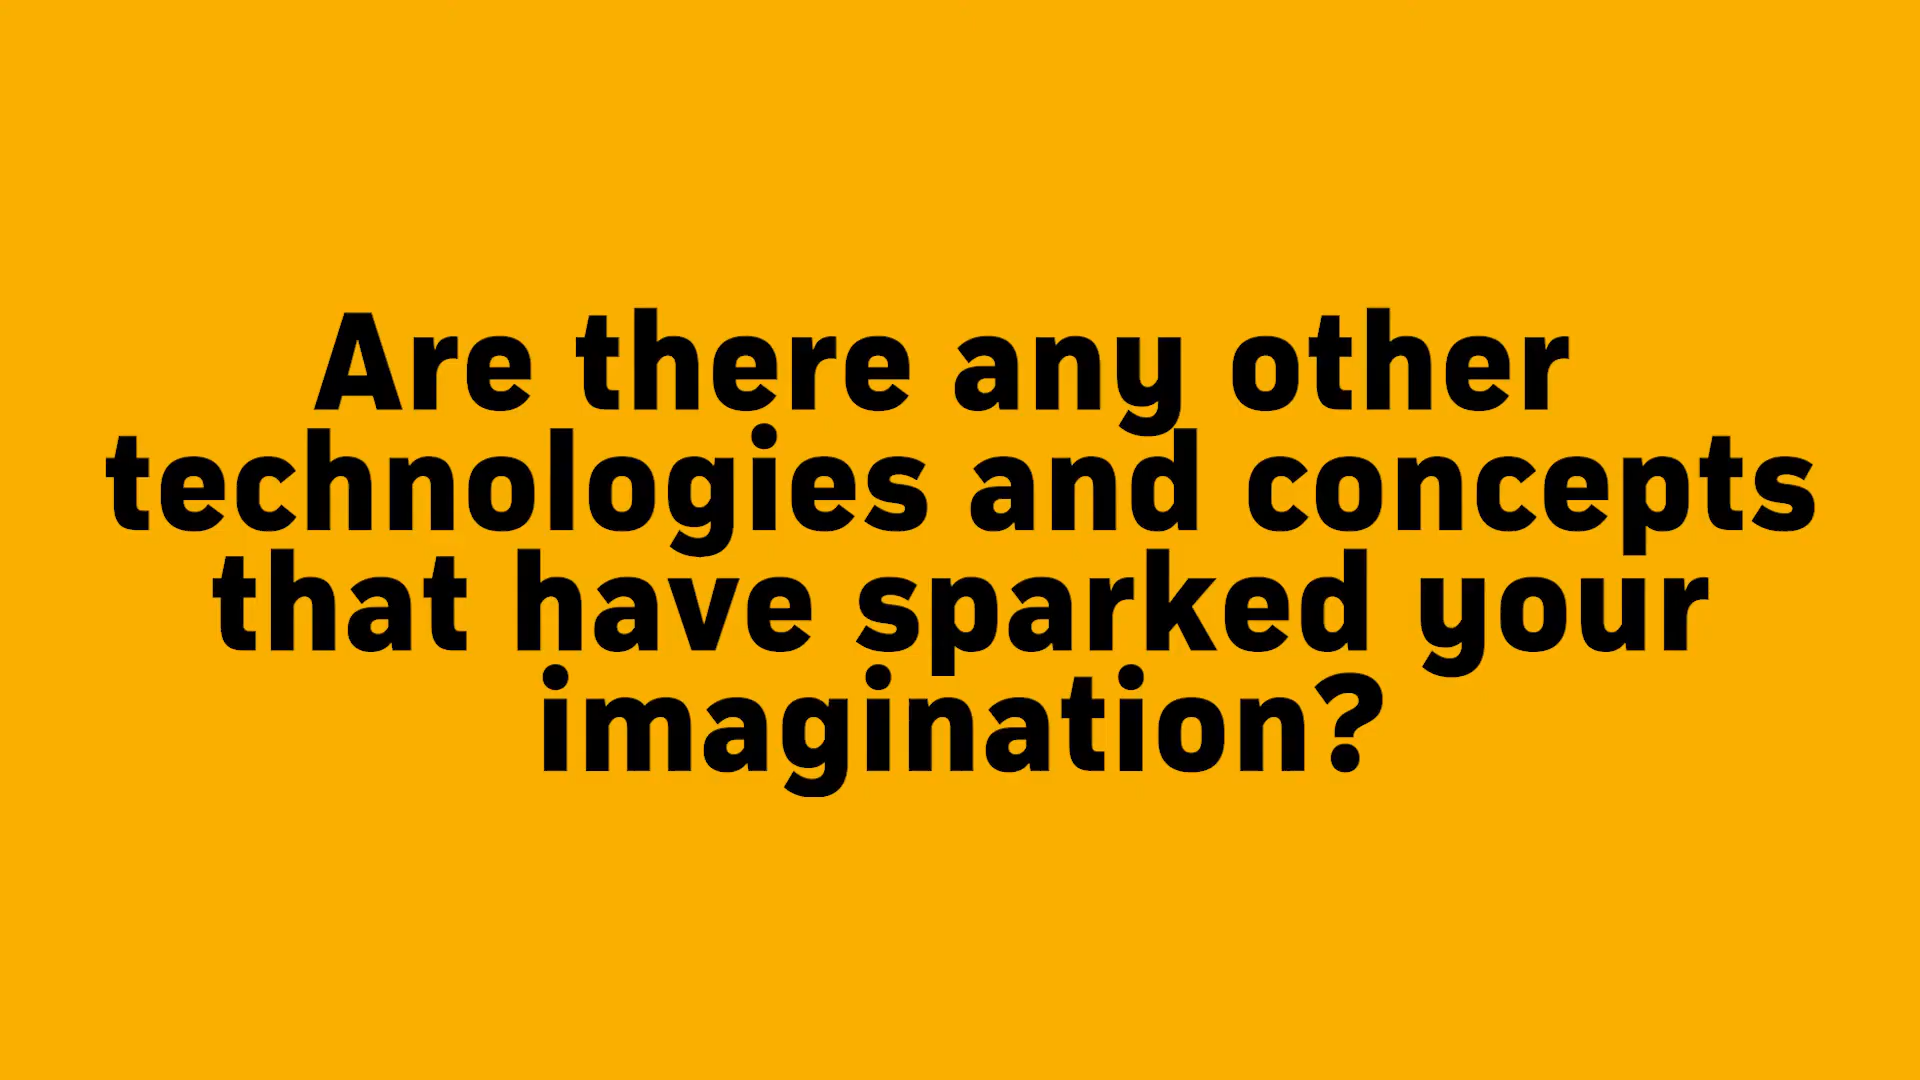 Are there any other
technologies and concepts
that have sparked your
imagination?